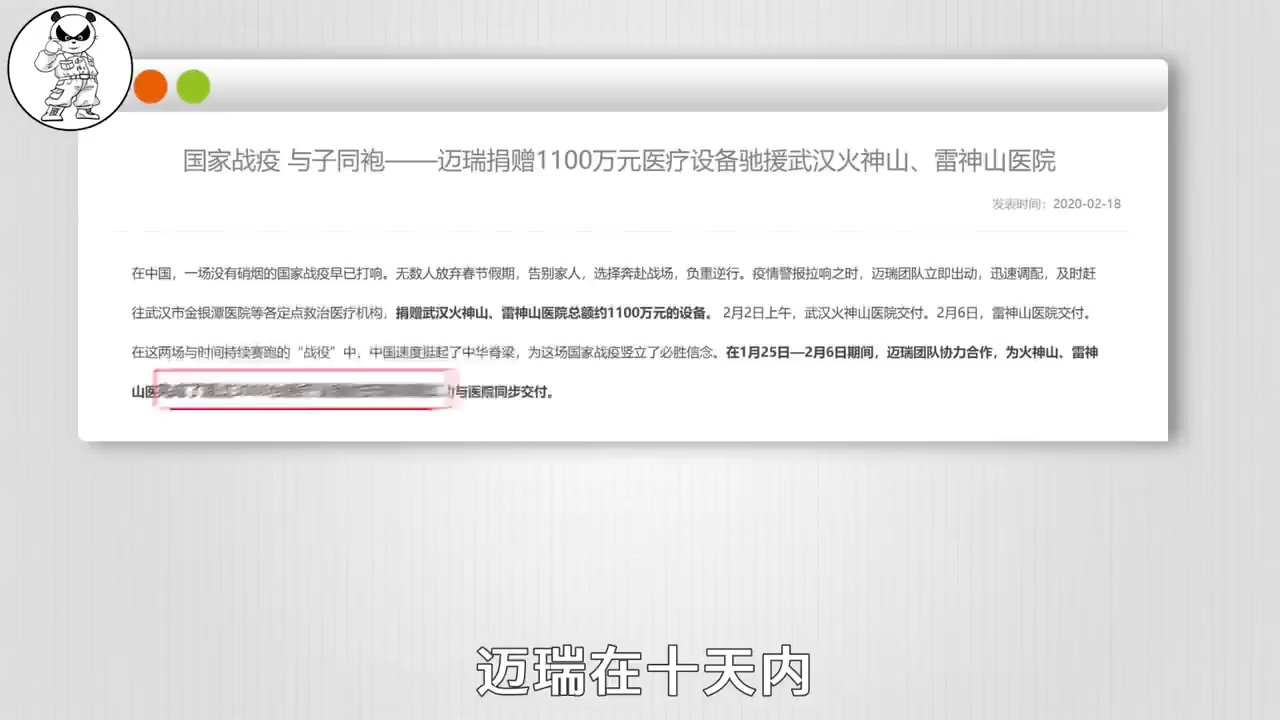 国家战疫 与子同袍——迈瑞捐赠1100万元医疗设备驰援武汉火神山、雷神山医院
发表时间：2020-02-18
在中国，一场没有硝烟的国家战疫早已打响。无数人放弃春节假期，告别家人，选择奔赴战场，负重逆行。疫情警报拉响之时，迈瑞团队立即出动，迅速调配，及时赶
往武汉市金银潭医院等各定点救治医疗机构，捐赠武汉火神山、雷神山医院总额约1100万元的设备。 2月2日上午，武汉火神山医院交付。2月6日，雷神山医院交付。
在这两场与时间持续赛跑的“战役”中，中国速度挺起了中华脊梁，为这场国家战疫竖立了必胜信念。在1月25日—2月6日期间，迈瑞团队协力合作，为火神山、雷神
山医 与医院同步交付。
迈瑞在十天内